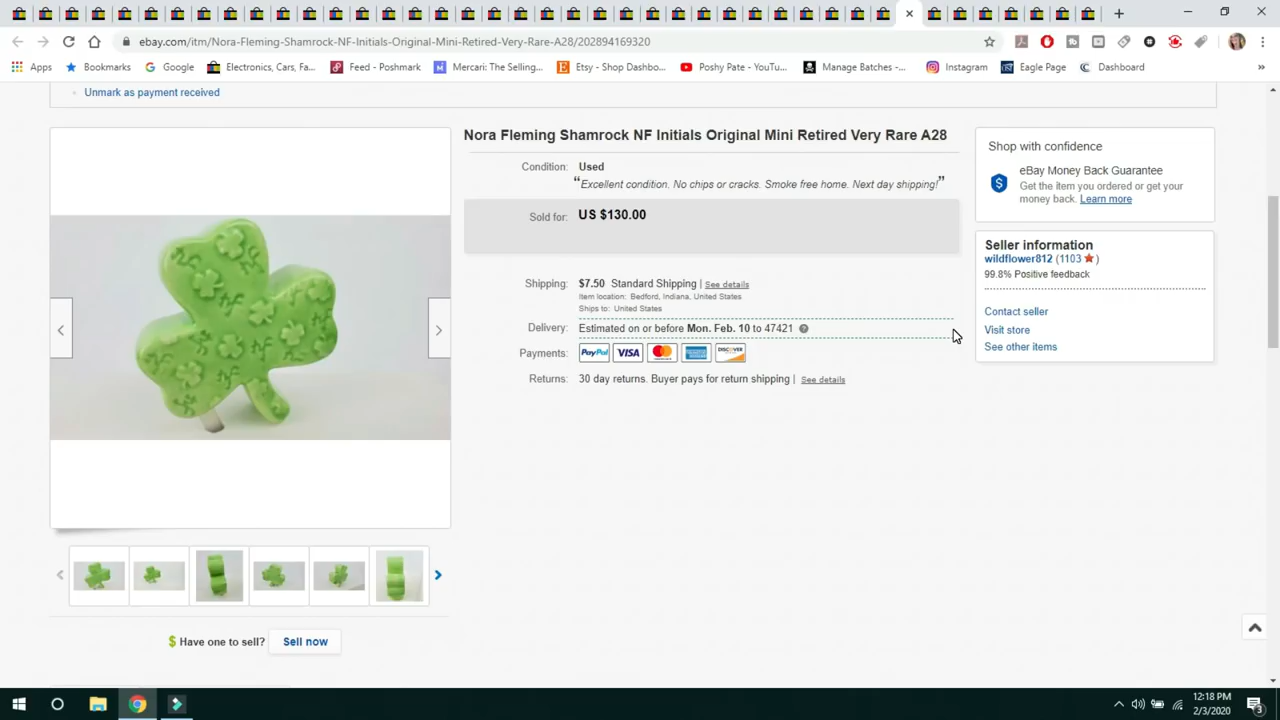 ebay.com/itm/Nora-Fleming-Shamrock-NF-Initials-Original-Mini-Retired-Very-Rare-A28/202894169320
Apps
Bookmarks
Google
Electronics, Cars, Fa...
Feed - Poshmark
Mercari: The Selling...
Etsy - Shop Dashbo...
Poshy Pate - YouTu...
Manage Batches -...
Instagram
Eagle Page
Dashboard
»
Unmark as payment received
Nora Fleming Shamrock NF Initials Original Mini Retired Very Rare A28
Condition: Used
“Excellent condition. No chips or cracks. Smoke free home. Next day shipping!”
Sold for: US $130.00
Shipping: $7.50 Standard Shipping | See details
Item location: Bedford, Indiana, United States
Ships to: United States
Delivery: Estimated on or before Mon. Feb. 10 to 47421
Payments: PayPal VISA DISCOVER
Returns: 30 day returns. Buyer pays for return shipping | See details
Shop with confidence
eBay Money Back Guarantee
Get the item you ordered or get your
money back. Learn more
Seller information
wildflower812 (1103 )
99.8% Positive feedback
Contact seller
Visit store
See other items
NF
NF
$ Have one to sell? Sell now
12:18 PM
2/3/2020
3